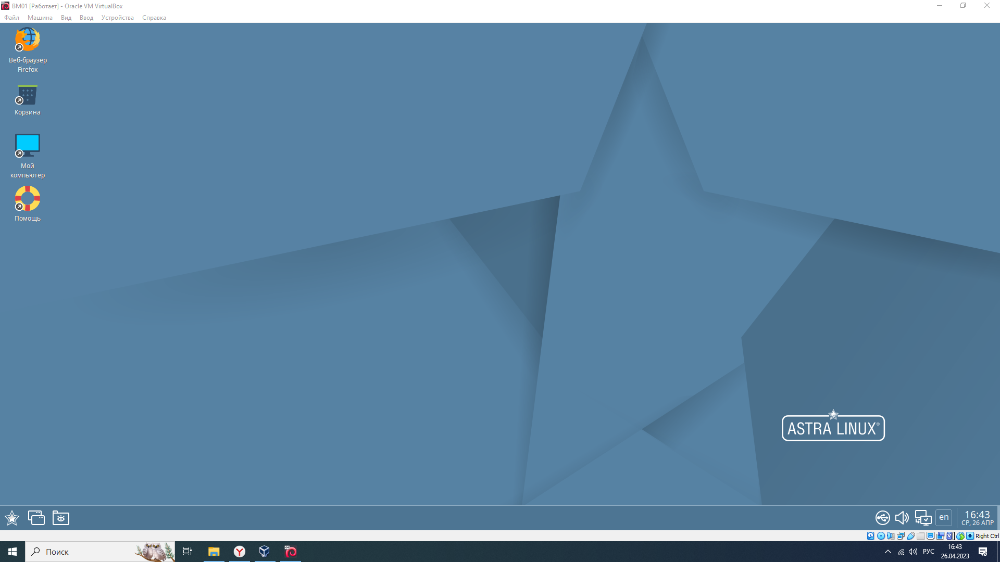 BM01 [Работает] - Oracle VM VirtualBox
Файл Машина Вид Ввод Устройства Справка
Веб-браузер
Firefox
Корзина
Мой
компьютер
Помощь
ASTRA LINUX®
en
16:43
СР, 26 АПР
Right Ctrl
Поиск
РУС
16:43
26.04.2023